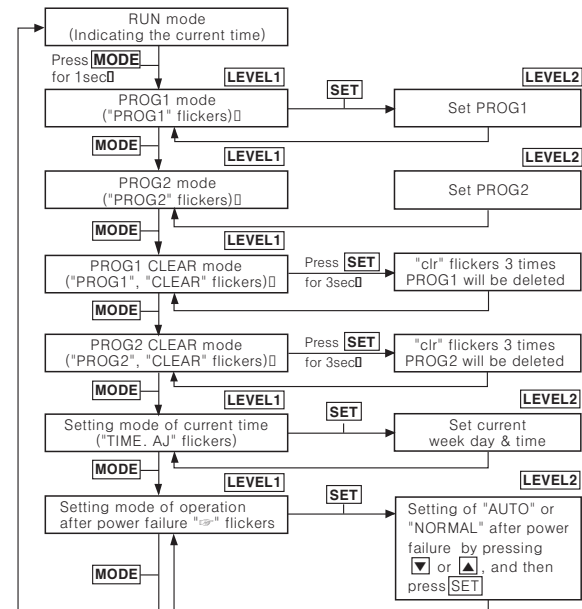 RUN mode
(Indicating the current time)
Press MODE
for 1sec
LEVEL1
SET
LEVEL2
PROG1 mode
("PROG1" flickers)
Set PROG1
MODE
LEVEL1
LEVEL2
PROG2 mode
("PROG2" flickers)
Set PROG2
MODE
LEVEL1
PROG1 CLEAR mode
("PROG1", "CLEAR" flickers)
Press SET
for 3sec
"clr" flickers 3 times
PROG1 will be deleted
MODE
LEVEL1
PROG2 CLEAR mode
("PROG2", "CLEAR" flickers)
Press SET
for 3sec
"clr" flickers 3 times
PROG2 will be deleted
MODE
LEVEL1
SET
LEVEL2
Setting mode of current time
("TIME. AJ" flickers)
Set current
week day & time
MODE
LEVEL1
SET
LEVEL2
Setting mode of operation
after power failure "☞" flickers
Setting of "AUTO" or
"NORMAL" after power
failure by pressing
▼ or ▲, and then
press SET
MODE